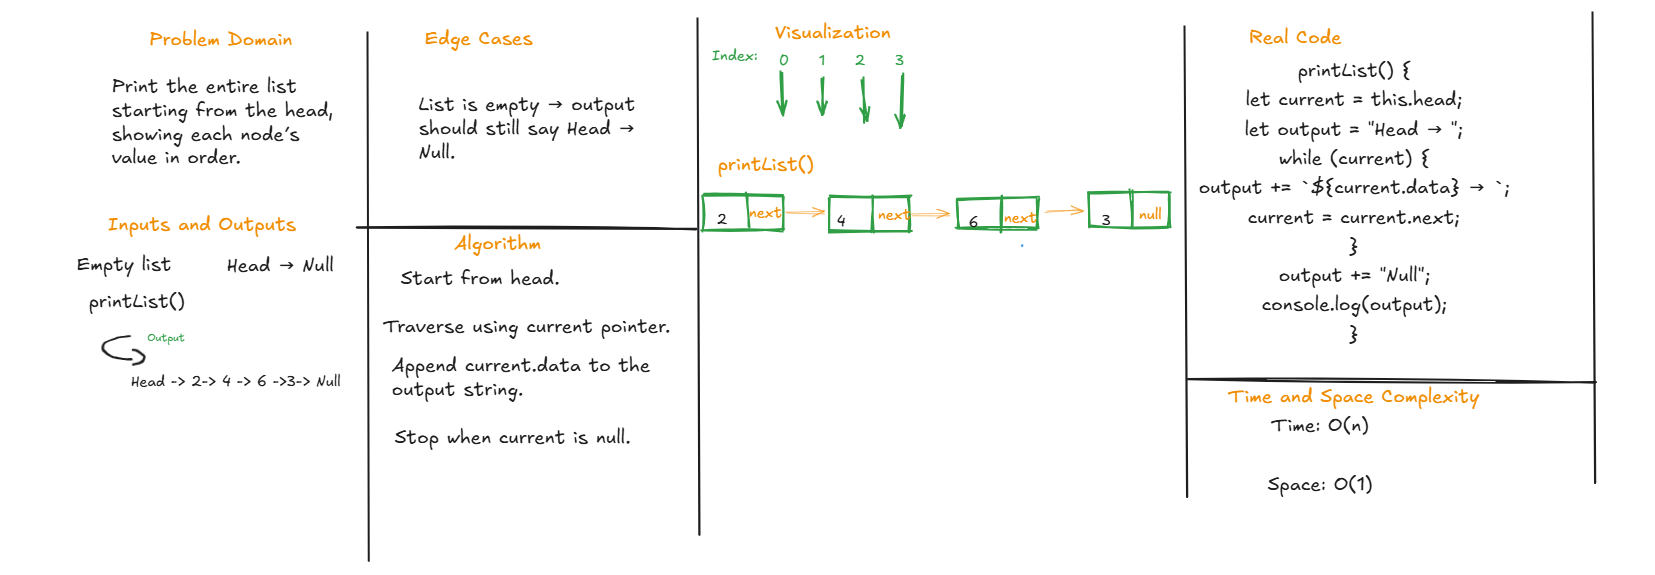 Problem Domain
Print the entire list
starting from the head,
showing each node's
value in order.
Inputs and Outputs
Empty list Head → Null
printList()
Output
Head -> 2-> 4 -> 6 ->3-> Null
Edge Cases
List is empty → output
should still say Head →
Null.
Algorithm
Start from head.
Traverse using current pointer.
Append current.data to the
output string.
Stop when current is null.
Visualization
Index: 0 1 2 3
printList()
2 next 4 next 6 next 3 null
Real Code
printList() {
let current = this.head;
let output = "Head → ";
while (current) {
output += `${current.data} → `;
current = current.next;
}
output += "Null";
console.log(output);
}
Time and Space Complexity
Time: O(n)
Space: O(1)